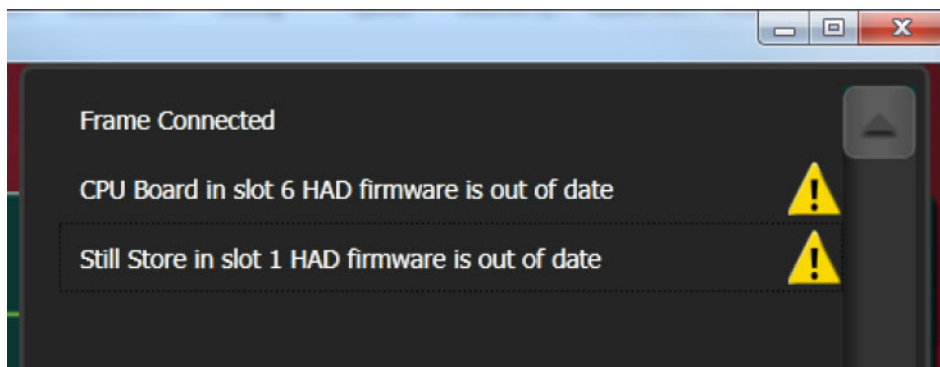 Frame Connected
CPU Board in slot 6 HAD firmware is out of date
Still Store in slot 1 HAD firmware is out of date